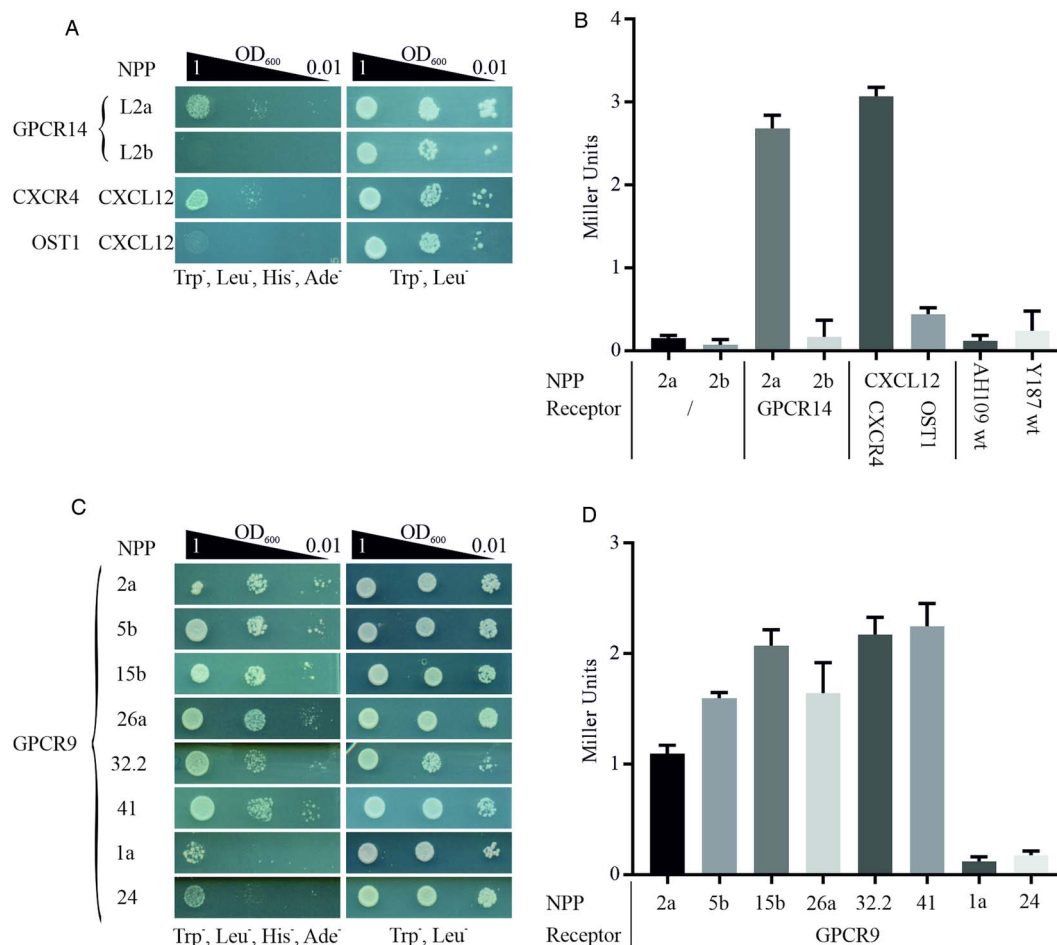 A
OD600
NPP
1
0.01
1
0.01
GPCR14
L2a
L2b
CXCR4 CXCL12
OST1 CXCL12
Trp-, Leu-, His-, Ade-
Trp-, Leu-
B
Miller Units
4
3
2
1
0
NPP 2a 2b 2a 2b CXCL12
Receptor / GPCR14 CXCR4 OST1 AH109 wt Y187 wt
C
OD600
NPP
1
0.01
1
0.01
GPCR9
2a
5b
15b
26a
32.2
41
1a
24
Trp-, Leu-, His-, Ade-
Trp-, Leu-
D
Miller Units
3
2
1
0
NPP 2a 5b 15b 26a 32.2 41 1a 24
Receptor GPCR9